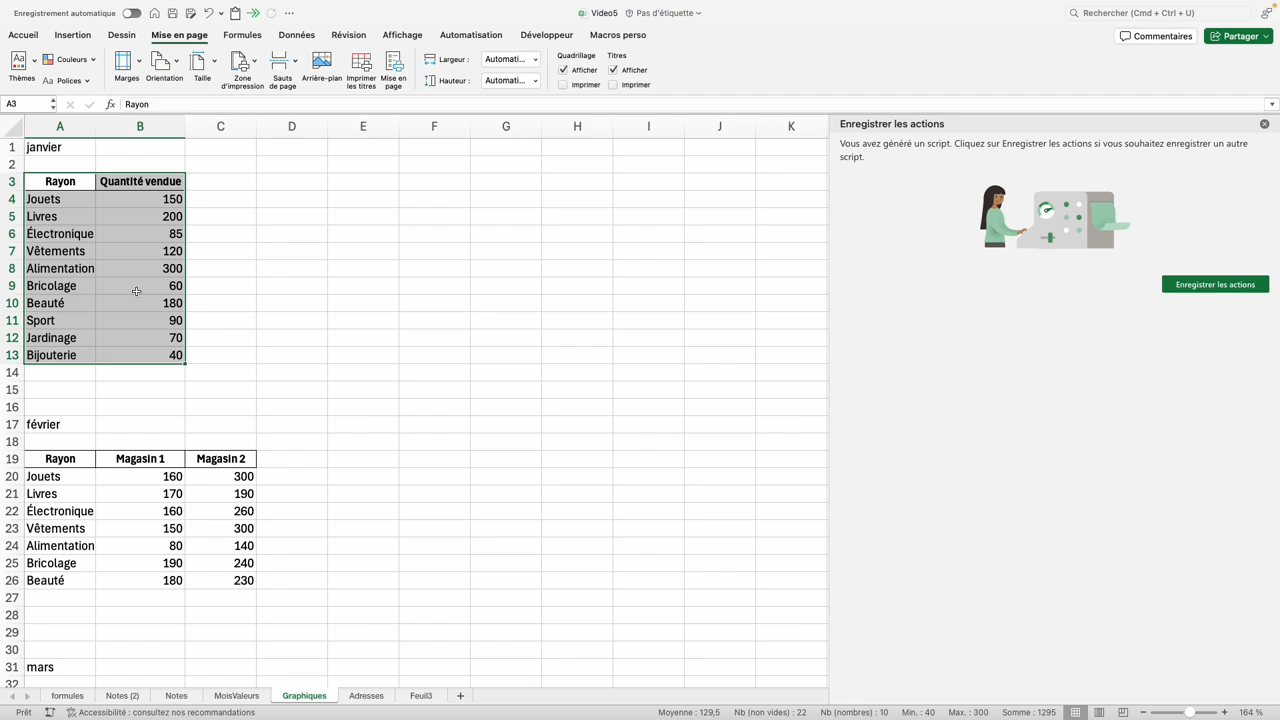 Enregistrement automatique
Video5
Pas d'étiquette
Rechercher (Cmd + Ctrl + U)
Accueil
Insertion
Dessin
Mise en page
Formules
Données
Révision
Affichage
Automatisation
Développeur
Macros perso
Commentaires
Partager
Thèmes
Couleurs
Polices
Marges
Orientation
Taille
Zone d'impression
Sauts de page
Arrière-plan
Imprimer les titres
Mise en page
Largeur : Automati...
Hauteur : Automati...
Quadrillage
Afficher
Imprimer
Titres
Afficher
Imprimer
A3
fx
Rayon
A B C D E F G H I J K
1 janvier
2
3 Rayon Quantité vendue
4 Jouets 150
5 Livres 200
6 Électronique 85
7 Vêtements 120
8 Alimentation 300
9 Bricolage 60
10 Beauté 180
11 Sport 90
12 Jardinage 70
13 Bijouterie 40
14
15
16
17 février
18
19 Rayon Magasin 1 Magasin 2
20 Jouets 160 300
21 Livres 170 190
22 Électronique 160 260
23 Vêtements 150 300
24 Alimentation 80 140
25 Bricolage 190 240
26 Beauté 180 230
27
28
29
30
31 mars
32
Enregistrer les actions
Vous avez généré un script. Cliquez sur Enregistrer les actions si vous souhaitez enregistrer un autre
script.
Enregistrer les actions
formules
Notes (2)
Notes
MoisValeurs
Graphiques
Adresses
Feuil3
Prêt
Accessibilité : consultez nos recommandations
Moyenne : 129,5
Nb (non vides) : 22
Nb (nombres) : 10
Min. : 40
Max. : 300
Somme : 1295
164 %